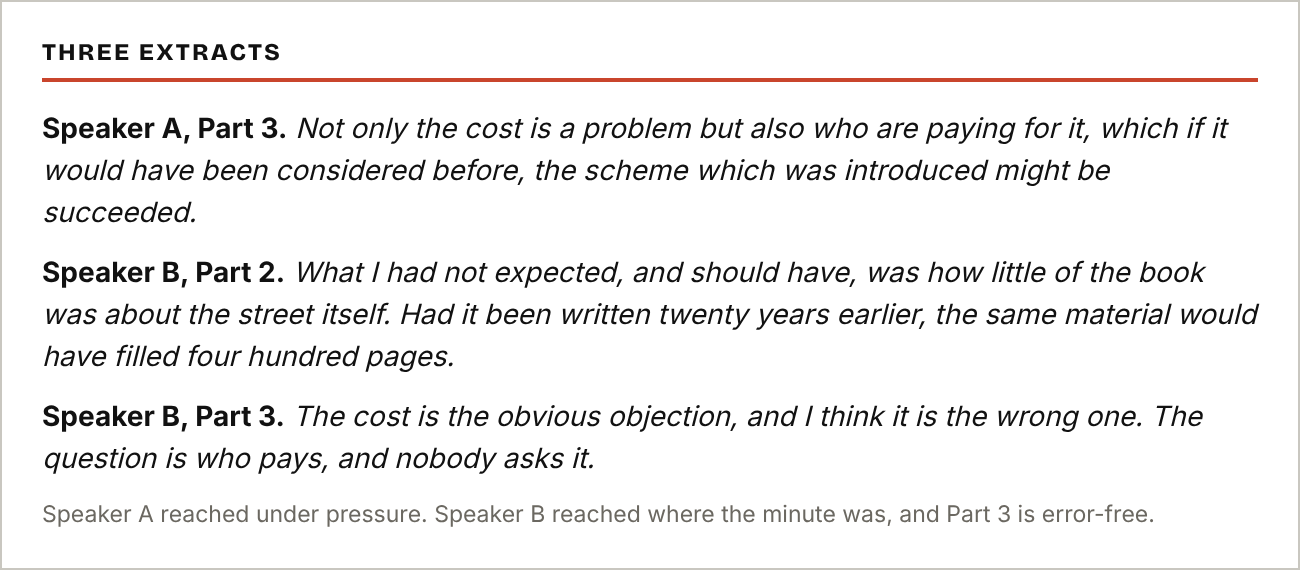 THREE EXTRACTS
Speaker A, Part 3. Not only the cost is a problem but also who are paying for it, which if it
would have been considered before, the scheme which was introduced might be
succeeded.
Speaker B, Part 2. What I had not expected, and should have, was how little of the book
was about the street itself. Had it been written twenty years earlier, the same material would
have filled four hundred pages.
Speaker B, Part 3. The cost is the obvious objection, and I think it is the wrong one. The
question is who pays, and nobody asks it.
Speaker A reached under pressure. Speaker B reached where the minute was, and Part 3 is error-free.